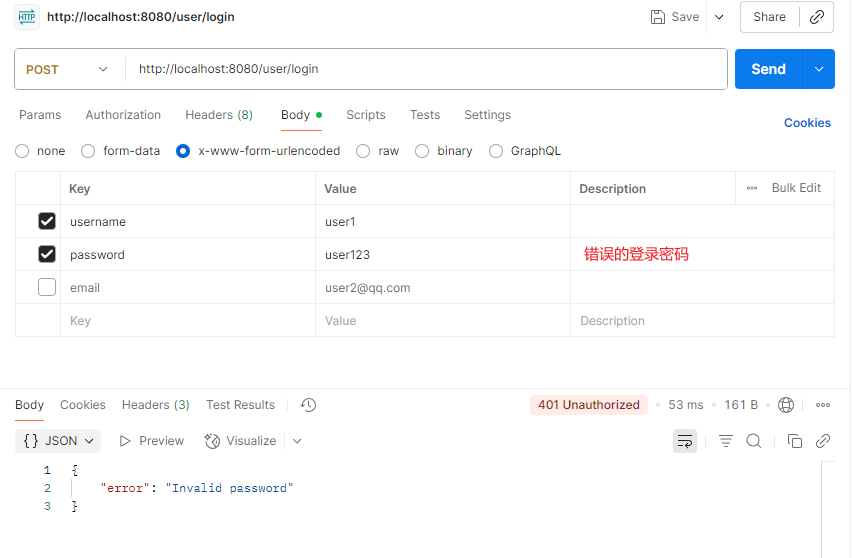 HTTP http://localhost:8080/user/login Save Share
POST http://localhost:8080/user/login Send
Params Authorization Headers (8) Body Scripts Tests Settings Cookies
none form-data x-www-form-urlencoded raw binary GraphQL
Key Value Description Bulk Edit
username user1
password user123 错误的登录密码
email user2@qq.com
Key Value Description
Body Cookies Headers (3) Test Results 401 Unauthorized 53 ms 161 B
{} JSON Preview Visualize
1 {
2 "error": "Invalid password"
3 }